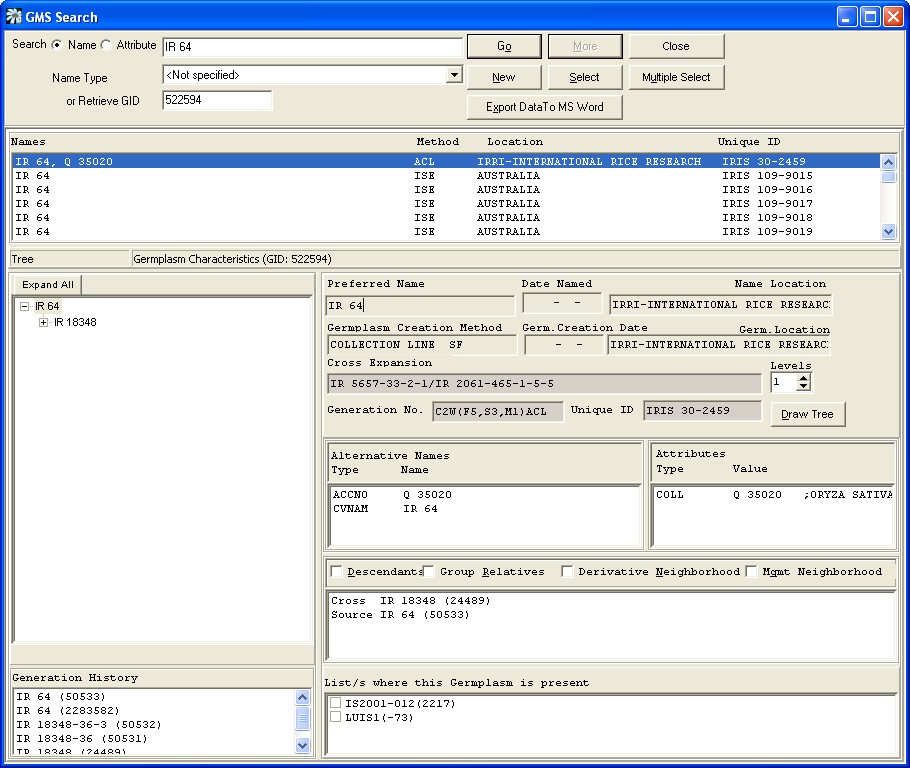 GMS Search
Search Name Attribute IR 64 Go More Close
Name Type <Not specified> New Select Multiple Select
or Retrieve GID 522594 Export DataTo MS Word
Names Method Location Unique ID
IR 64, Q 35020 ACL IRRI-INTERNATIONAL RICE RESEARCH IRIS 30-2459
IR 64 ISE AUSTRALIA IRIS 109-9015
IR 64 ISE AUSTRALIA IRIS 109-9016
IR 64 ISE AUSTRALIA IRIS 109-9017
IR 64 ISE AUSTRALIA IRIS 109-9018
IR 64 ISE AUSTRALIA IRIS 109-9019
Tree Germplasm Characteristics (GID: 522594)
Expand All
IR 64
IR 18348
Preferred Name Date Named Name Location
IR 64 - - IRRI-INTERNATIONAL RICE RESEARC
Germplasm Creation Method Germ.Creation Date Germ.Location
COLLECTION LINE SF - - IRRI-INTERNATIONAL RICE RESEARC
Cross Expansion Levels
IR 5657-33-2-1/IR 2061-465-1-5-5 1
Generation No. C2W(F5,S3,M1)ACL Unique ID IRIS 30-2459 Draw Tree
Alternative Names
Type Name
ACCNO Q 35020
CVNAM IR 64
Attributes
Type Value
COLL Q 35020 ;ORYZA SATIVA
Descendants Group Relatives Derivative Neighborhood Mgmt Neighborhood
Cross IR 18348 (24489)
Source IR 64 (50533)
Generation History
IR 64 (50533)
IR 64 (2283582)
IR 18348-36-3 (50532)
IR 18348-36 (50531)
IR 18348 (24489)
List/s where this Germplasm is present
IS2001-012(2217)
LUIS1(-73)